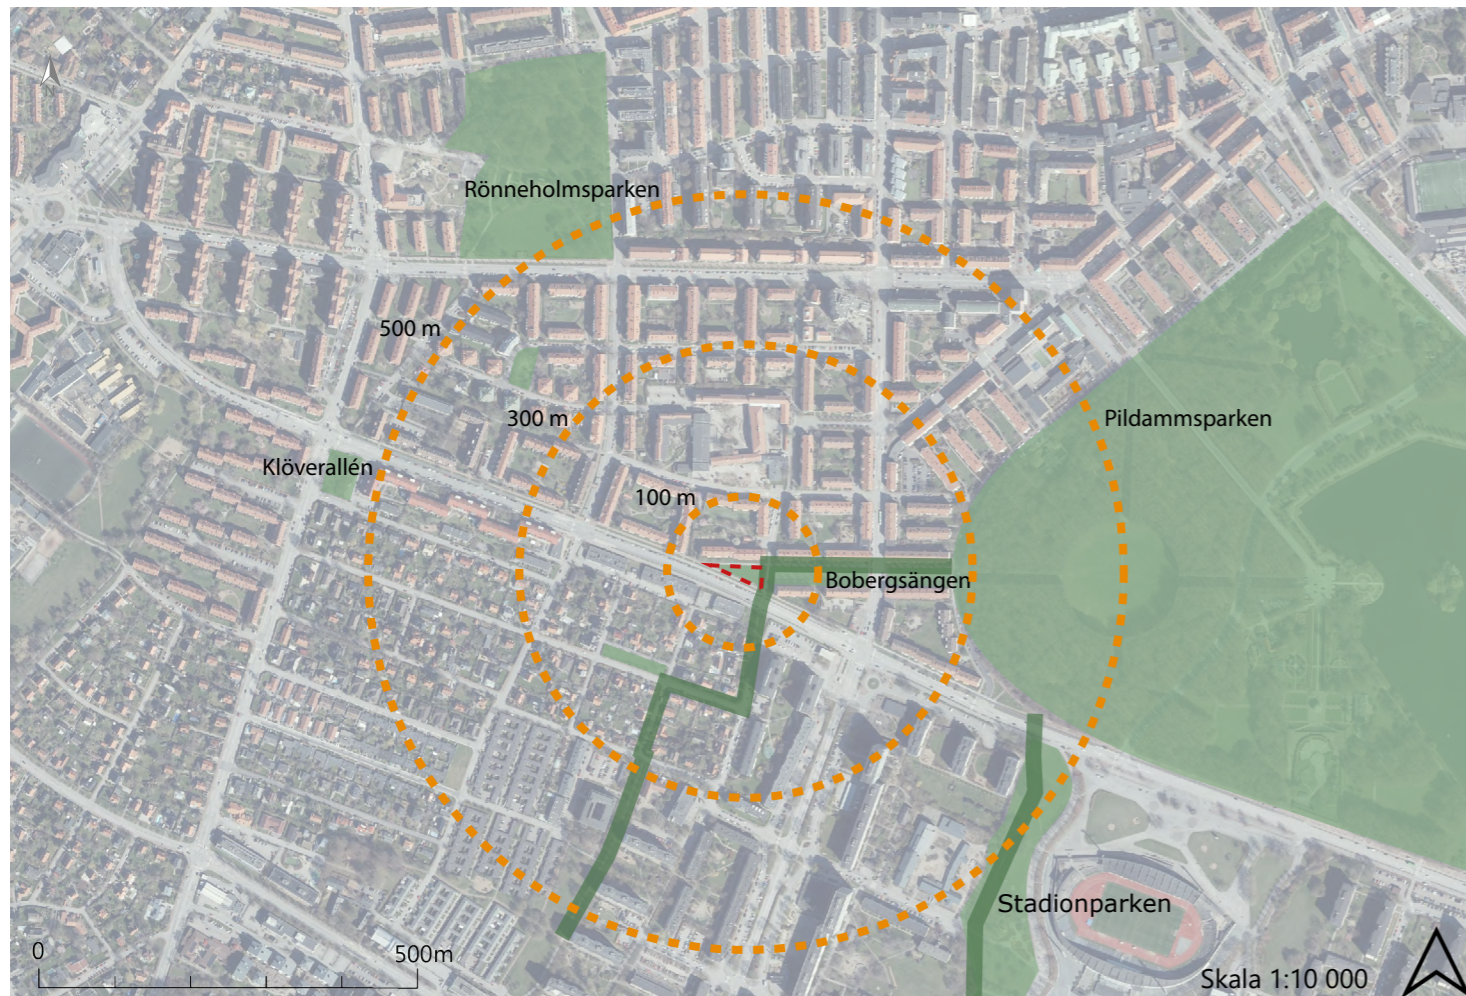 Rönneholmsparken
500 m
300 m
Pildammsparken
Klöverallén
100 m
Bobergsängen
Stadionparken
0
500m
Skala 1:10 000